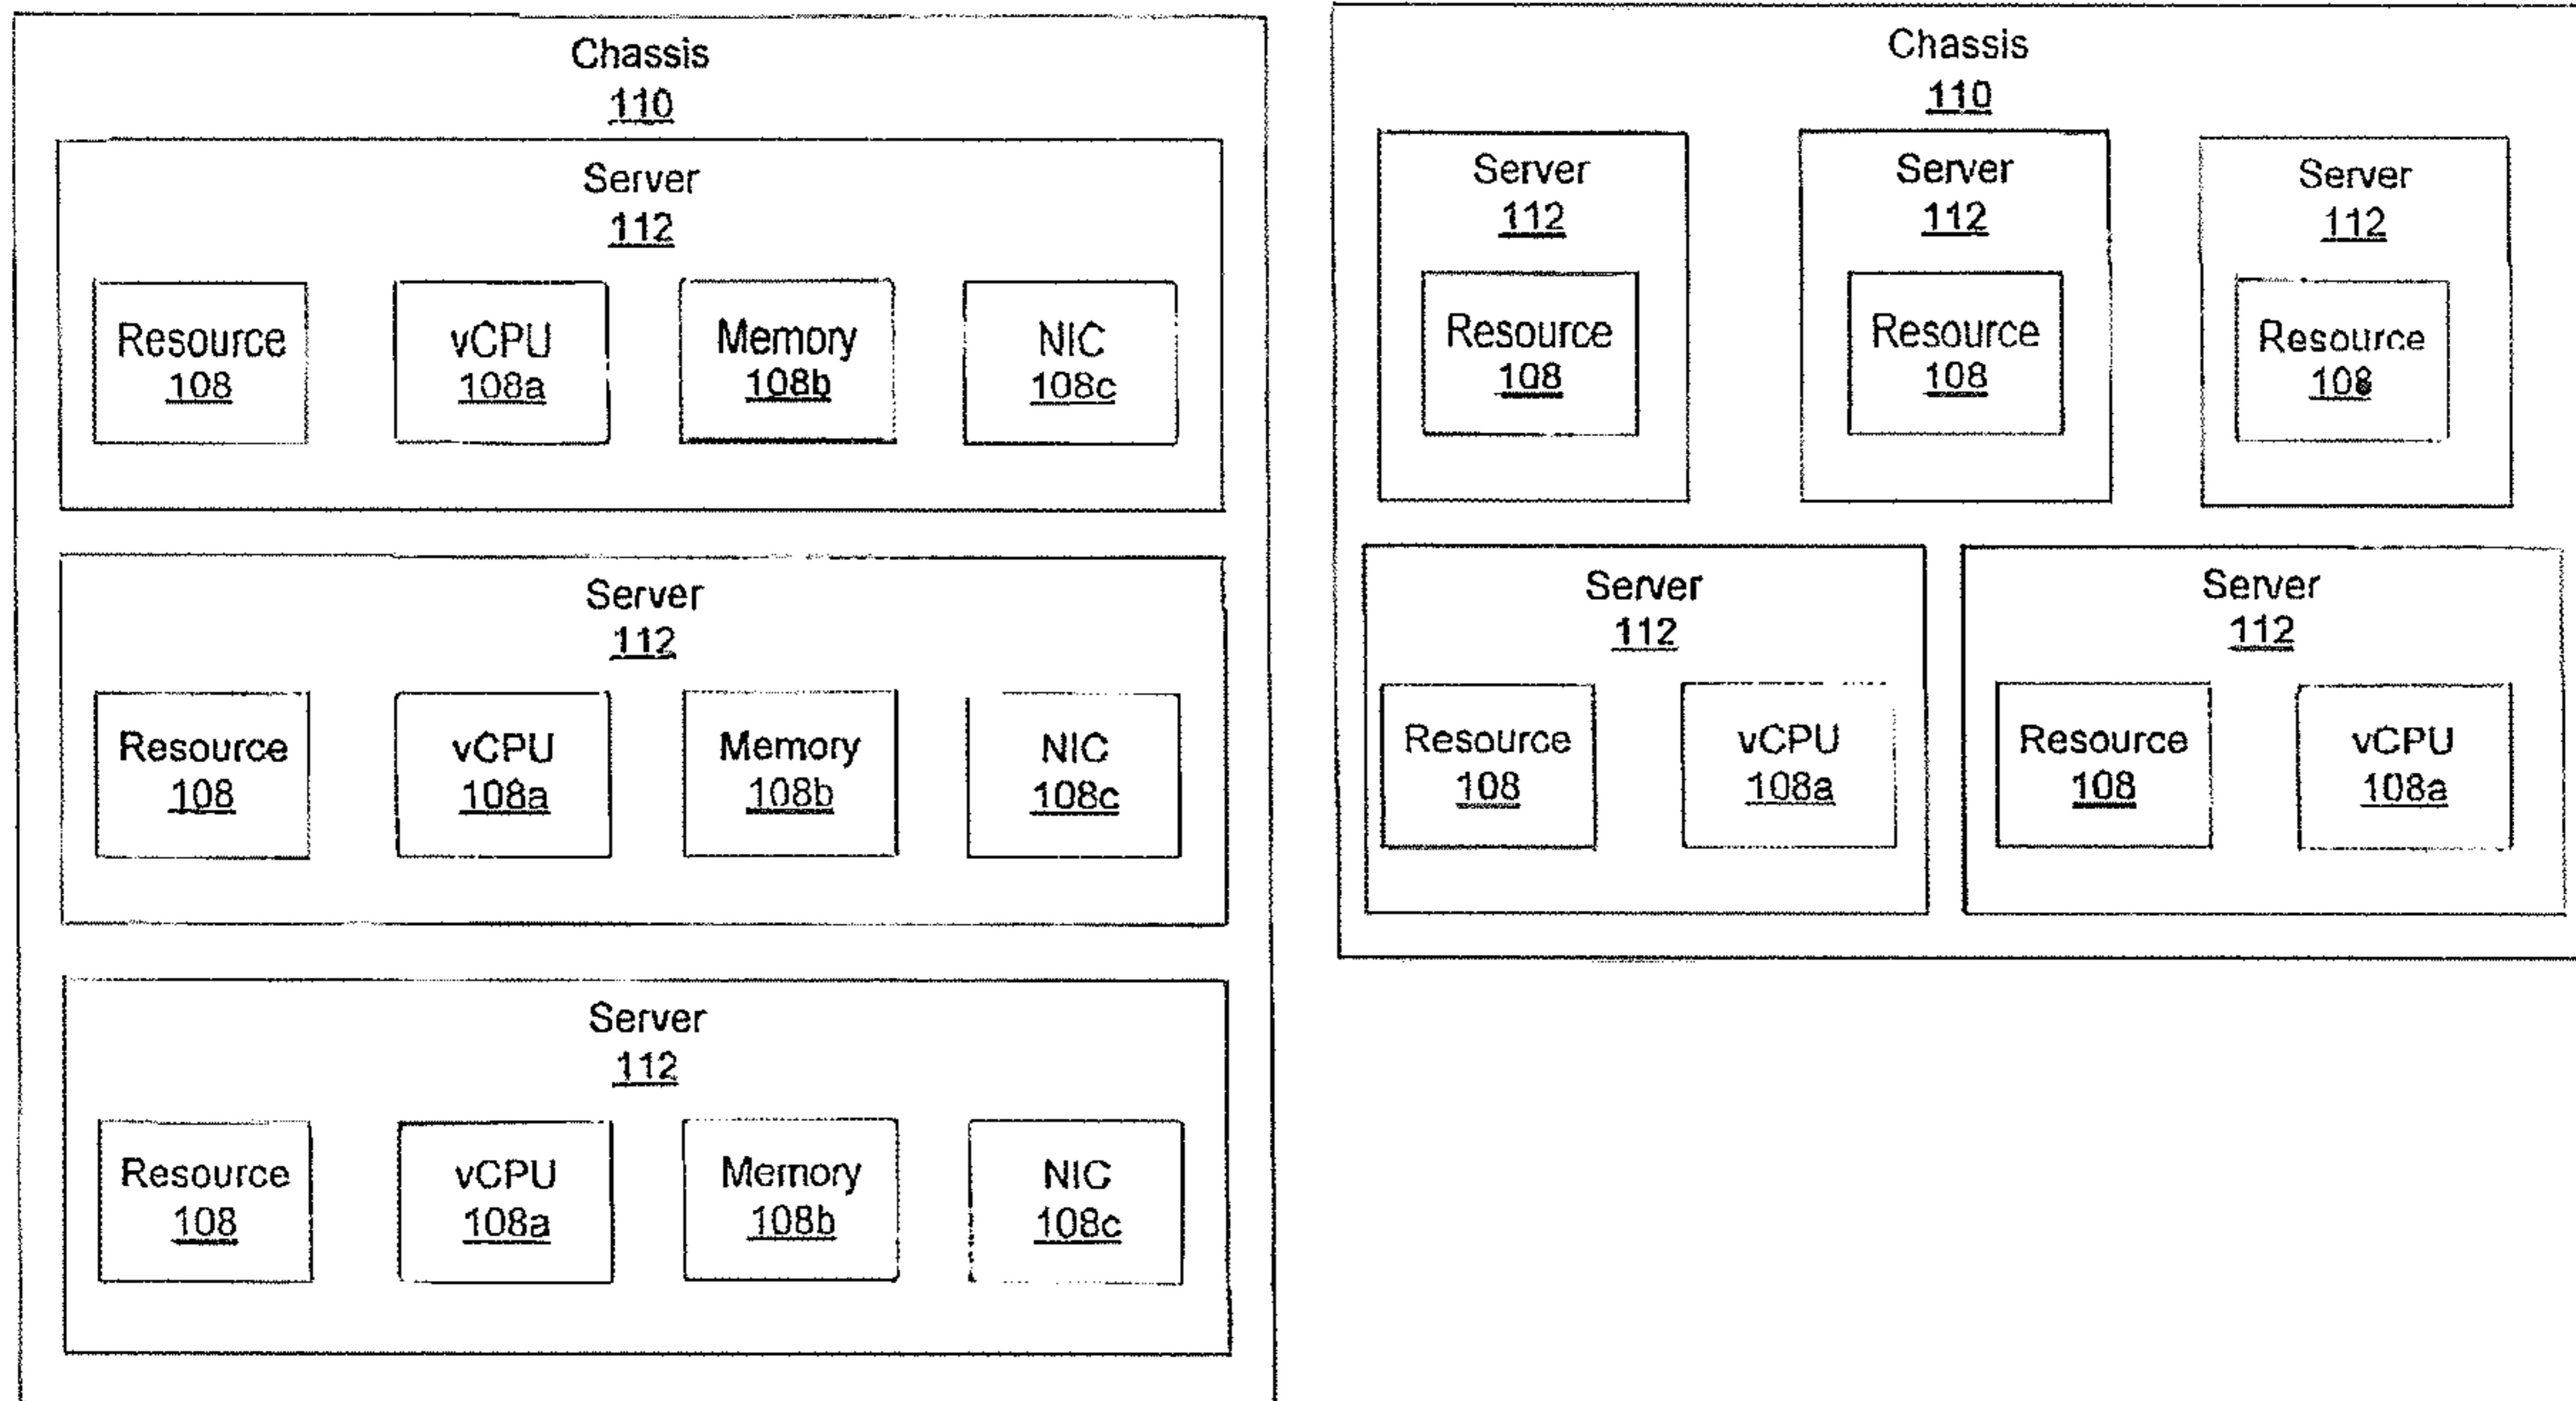 Chassis
110
Server
112
Resource
108
vCPU
108a
Memory
108b
NIC
108c
Server
112
Resource
108
vCPU
108a
Memory
108b
NIC
108c
Server
112
Resource
108
vCPU
108a
Memory
108b
NIC
108c
Chassis
110
Server
112
Resource
108
Server
112
Resource
108
Server
112
Resource
108
Server
112
Resource
108
vCPU
108a
Server
112
Resource
108
vCPU
108a